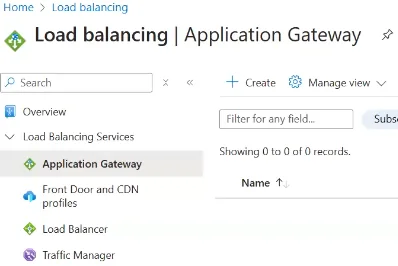 Home > Load balancing
Load balancing | Application Gateway
Search
Create Manage view
Overview
Filter for any field...
Load Balancing Services
Showing 0 to 0 of 0 records.
Application Gateway
Name ↑↓
Front Door and CDN
profiles
Load Balancer
Traffic Manager